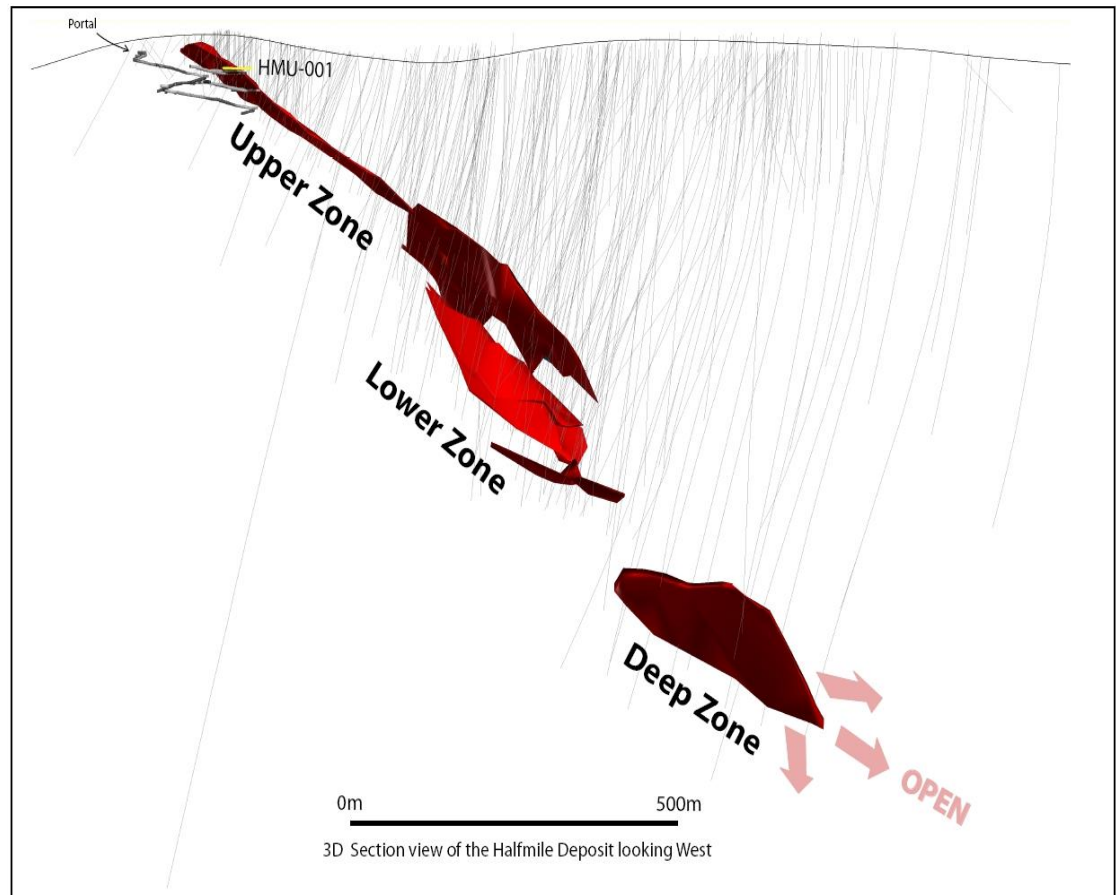 Portal
HMU-001
Upper Zone
Lower Zone
Deep Zone
OPEN
0m 500m
3D Section view of the Halfmile Deposit looking West